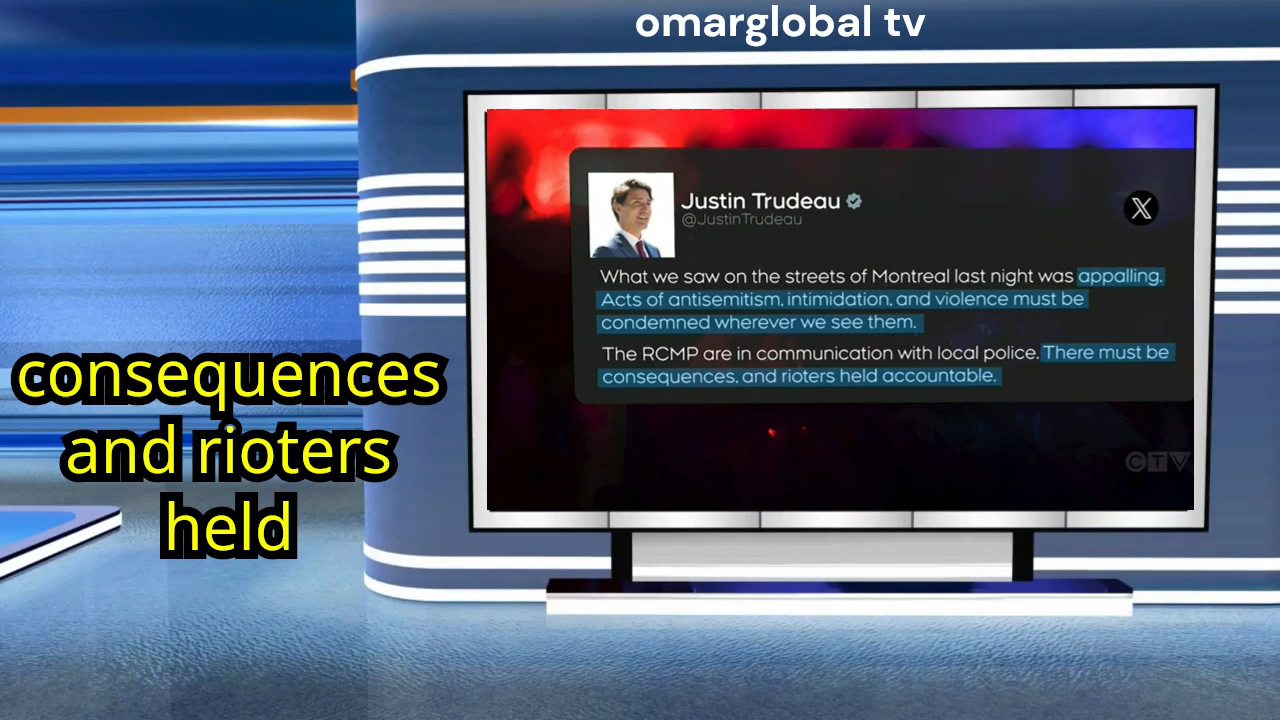 omarglobal tv
Justin Trudeau
@JustinTrudeau
X
What we saw on the streets of Montreal last night was appalling.
Acts of antisemitism, intimidation, and violence must be
condemned wherever we see them.
The RCMP are in communication with local police. There must be
consequences, and rioters held accountable.
CTV
consequences
and rioters
held